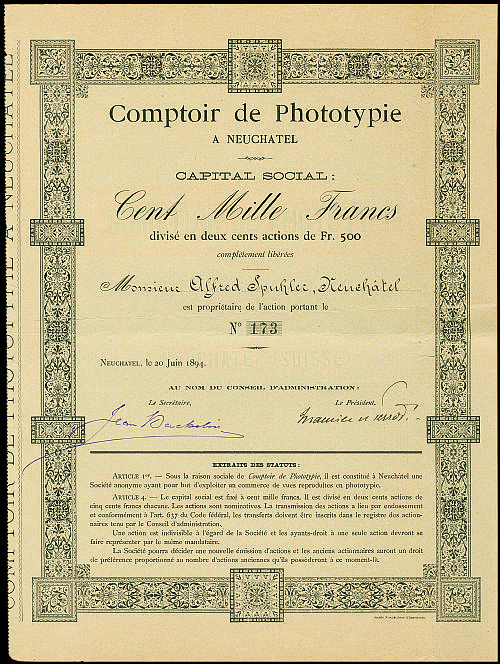 Comptoir de Phototypie
A NEUCHATEL
CAPITAL SOCIAL:
Cent Mille Francs
divisé en deux cents actions de Fr. 500
complètement libérées
Monsieur Alfred Spühler, Neuchâtel
est propriétaire de l'action portant le
No 173
NEUCHATEL, le 20 Juin 1894.
AU NOM DU CONSEIL D'ADMINISTRATION:
Le Secrétaire, Le Président,
Jean
EXTRAITS DES STATUTS:
ARTICLE 1er. — Sous la raison sociale de Comptoir de Phototypie, il est constitué à Neuchâtel une
Société anonyme ayant pour but d'exploiter un commerce de vues reproduites en phototypie.
ARTICLE 4. — Le capital social est fixé à cent mille francs. Il est divisé en deux cents actions de
cinq cents francs chacune. Les actions sont nominatives. La transmission des actions a lieu par endossement
et conformément à l'art. 637 du Code fédéral, les transferts doivent être inscrits dans le registre des action-
naires tenu par le Conseil d'administration.
Une action est indivisible à l'égard de la Société et les ayants-droit à une seule action devront se
faire représenter par le même mandataire.
La Société pourra décider une nouvelle émission d'actions et les anciens actionnaires auront un droit
de préférence proportionné au nombre d'actions anciennes qu'ils posséderont à ce moment-là.
COMPTOIR DE PHOTOTYPIE A NEUCHATEL